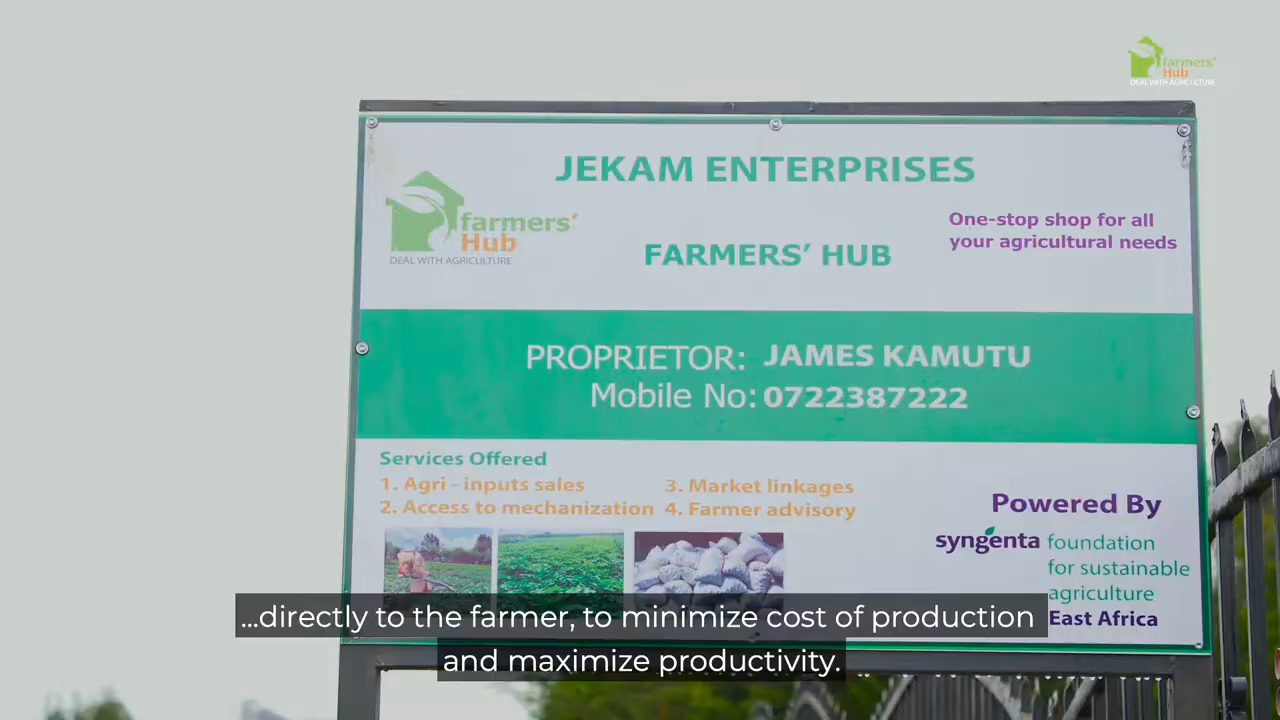 farmers'
Hub
DEAL WITH AGRICULTURE
JEKAM ENTERPRISES
farmers'
Hub
DEAL WITH AGRICULTURE
FARMERS' HUB
One-stop shop for all
your agricultural needs
PROPRIETOR: JAMES KAMUTU
Mobile No: 0722387222
Services Offered
1. Agri - inputs sales
2. Access to mechanization
3. Market linkages
4. Farmer advisory
Powered By
syngenta foundation
for sustainable
agriculture
East Africa
...directly to the farmer, to minimize cost of production
and maximize productivity.